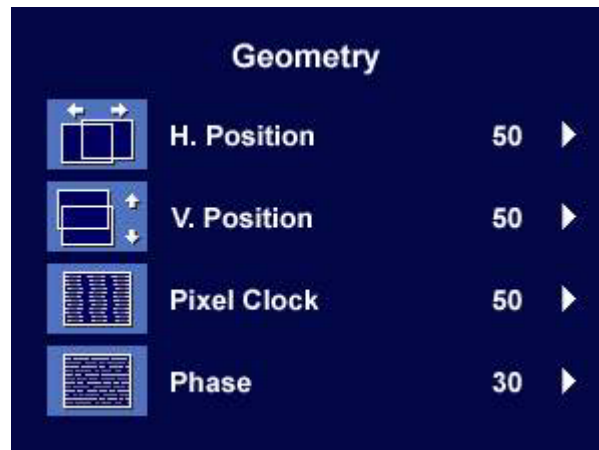 Geometry
H. Position 50
V. Position 50
Pixel Clock 50
Phase 30